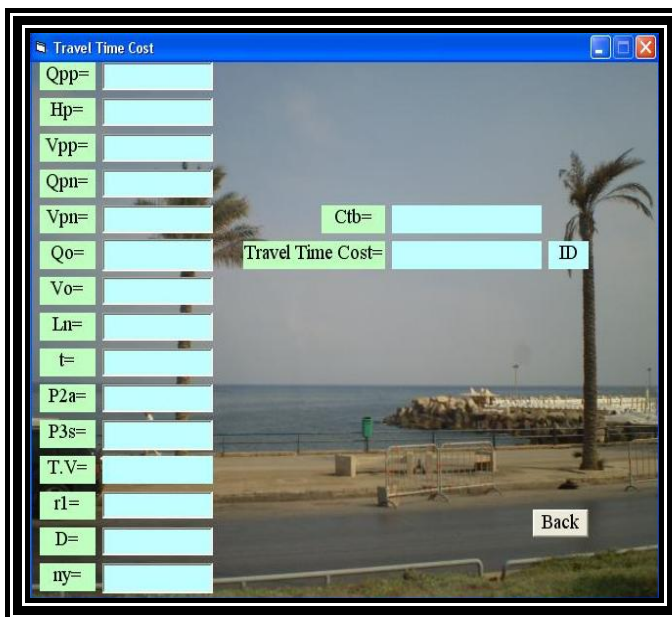 Travel Time Cost
Qpp=
Hp=
Vpp=
Qpn=
Vpn=
Ctb=
Qo=
Travel Time Cost=
ID
Vo=
Ln=
t=
P2a=
P3s=
T.V=
r1=
Back
D=
ny=